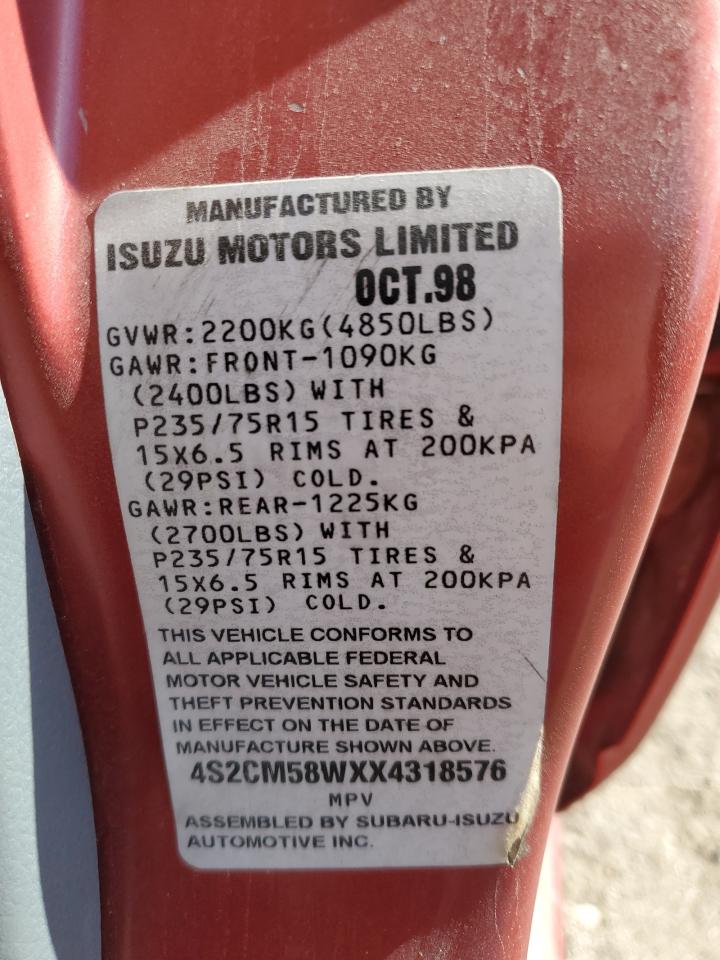 MANUFACTURED BY
ISUZU MOTORS LIMITED
OCT.98
GVWR:2200KG(4850LBS)
GAWR:FRONT-1090KG
(2400LBS) WITH
P235/75R15 TIRES &
15X6.5 RIMS AT 200KPA
(29PSI) COLD.
GAWR:REAR-1225KG
(2700LBS) WITH
P235/75R15 TIRES &
15X6.5 RIMS AT 200KPA
(29PSI) COLD.
THIS VEHICLE CONFORMS TO
ALL APPLICABLE FEDERAL
MOTOR VEHICLE SAFETY AND
THEFT PREVENTION STANDARDS
IN EFFECT ON THE DATE OF
MANUFACTURE SHOWN ABOVE.
4S2CM58WXX4318576
MPV
ASSEMBLED BY SUBARU-ISUZU
AUTOMOTIVE INC.